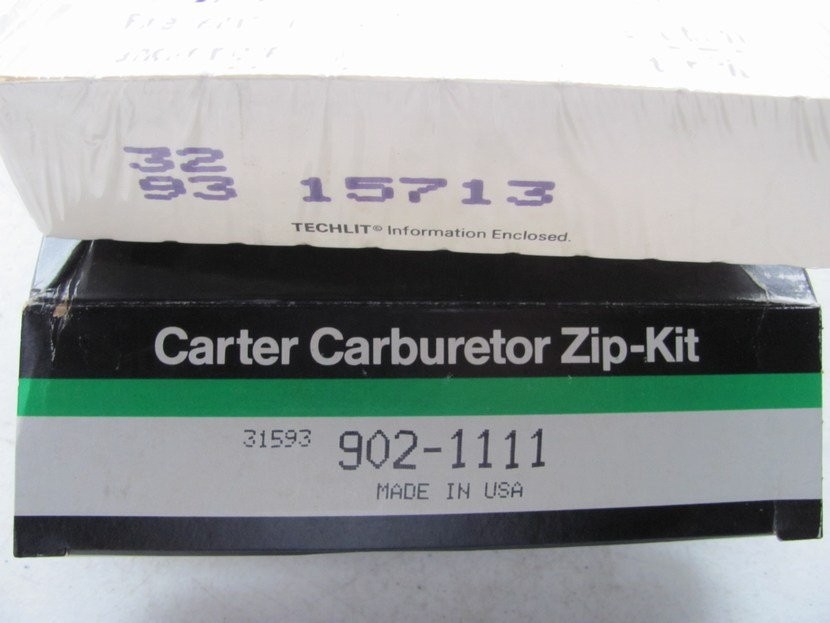 32
93 15713
TECHLIT© Information Enclosed.
Carter Carburetor Zip-Kit
31593 902-1111
MADE IN USA